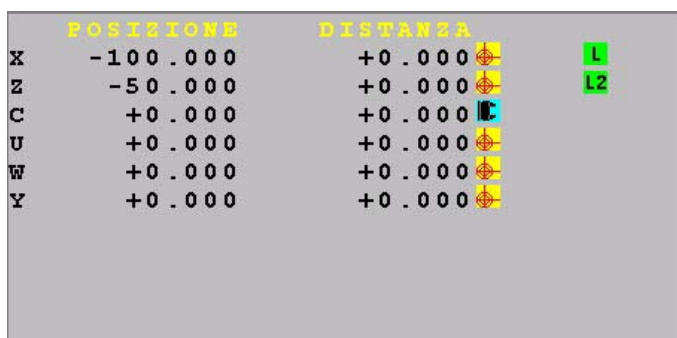 POSIZIONE DISTANZA
X -100.000 +0.000 L
Z -50.000 +0.000 L2
C +0.000 +0.000 C
U +0.000 +0.000
W +0.000 +0.000
Y +0.000 +0.000